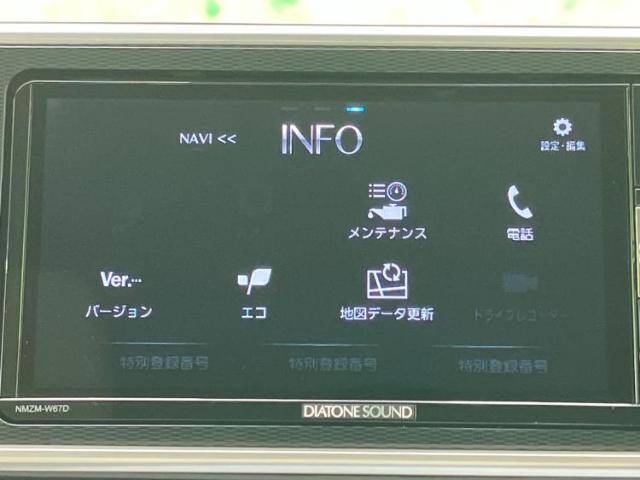 NAVI << INFO
設定・編集
メンテナンス
電話
Ver.…
バージョン
エコ
地図データ更新
ドライブレコーダー
特別登録番号
特別登録番号
特別登録番号
NMZM-W67D
DIATONE SOUND